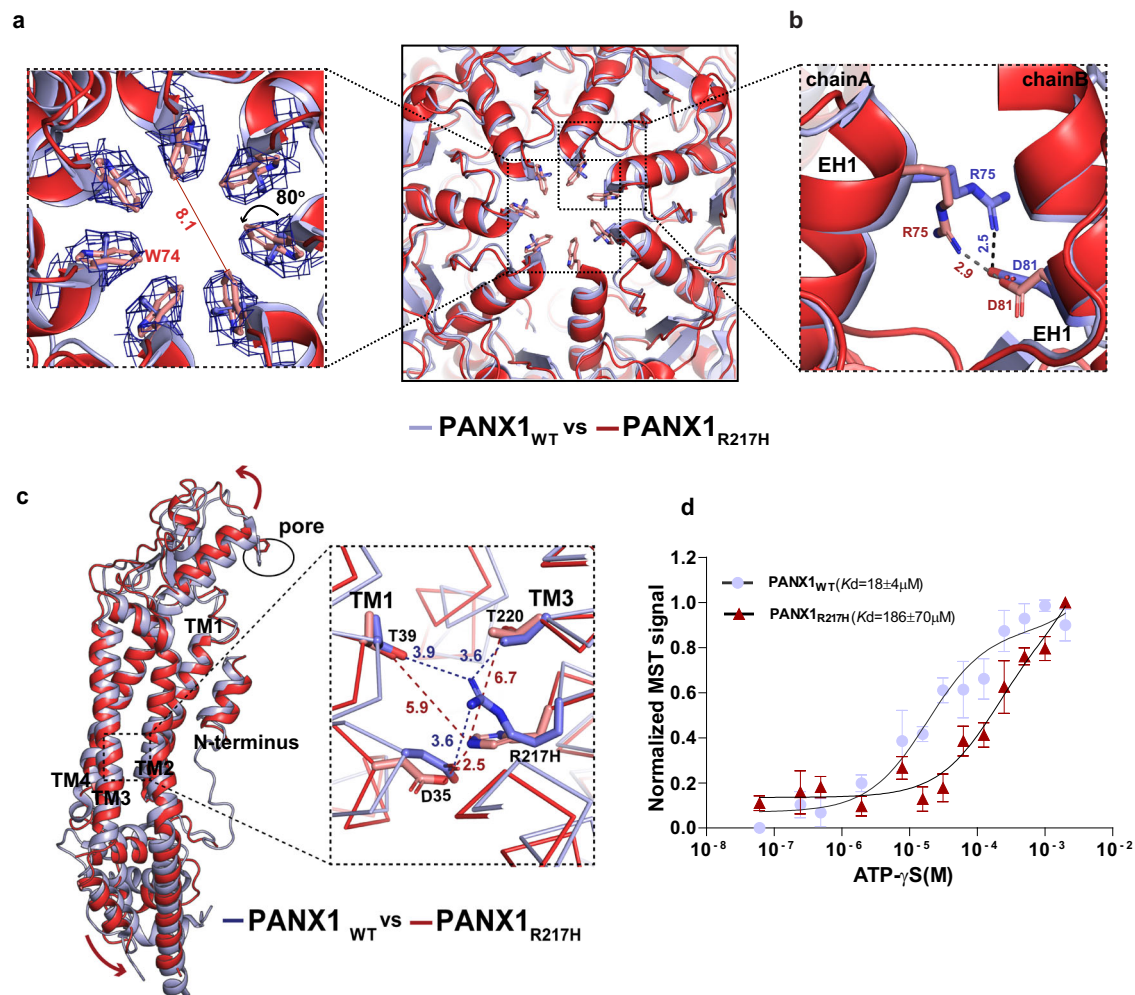 a
8.1
80°
W74
b
chainA
chainB
EH1
R75
R75
2.5
2.9
D81
D81
EH1
PANX1WT vs PANX1R217H
c
pore
TM1
N-terminus
TM4
TM2
TM3
TM1
TM3
T220
T39
3.9
3.6
6.7
5.9
3.6
R217H
2.5
D35
PANX1 WT vs PANX1R217H
d
1.2
1.0
0.8
0.6
0.4
0.2
0.0
Normalized MST signal
PANX1WT(Kd=18±4μM)
PANX1R217H(Kd=186±70μM)
10-8 10-7 10-6 10-5 10-4 10-3 10-2
ATP-γS(M)